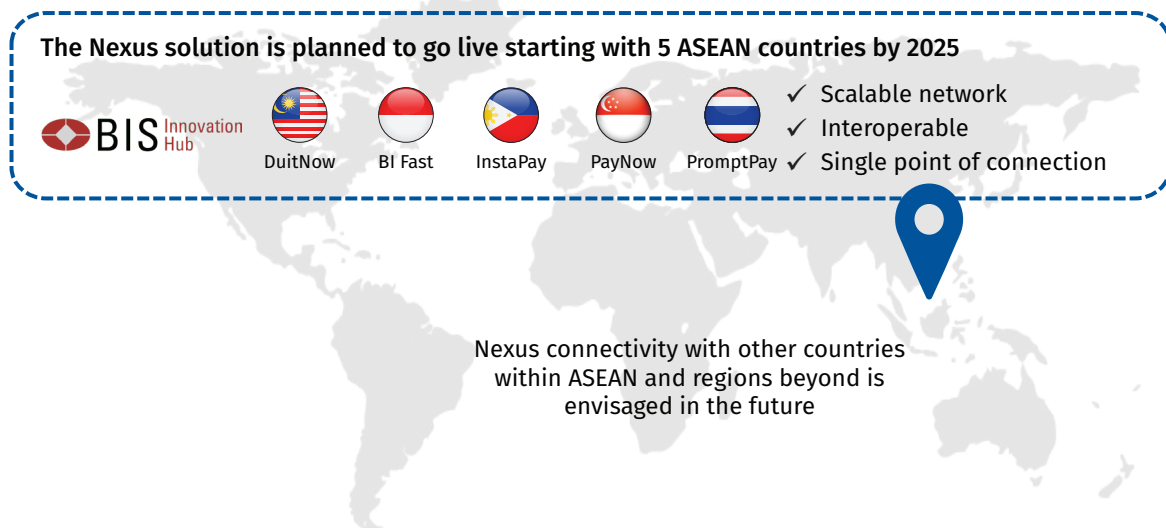 The Nexus solution is planned to go live starting with 5 ASEAN countries by 2025
BIS Innovation
Hub
DuitNow
BI Fast
InstaPay
PayNow
PromptPay
✓ Scalable network
✓ Interoperable
✓ Single point of connection
Nexus connectivity with other countries
within ASEAN and regions beyond is
envisaged in the future